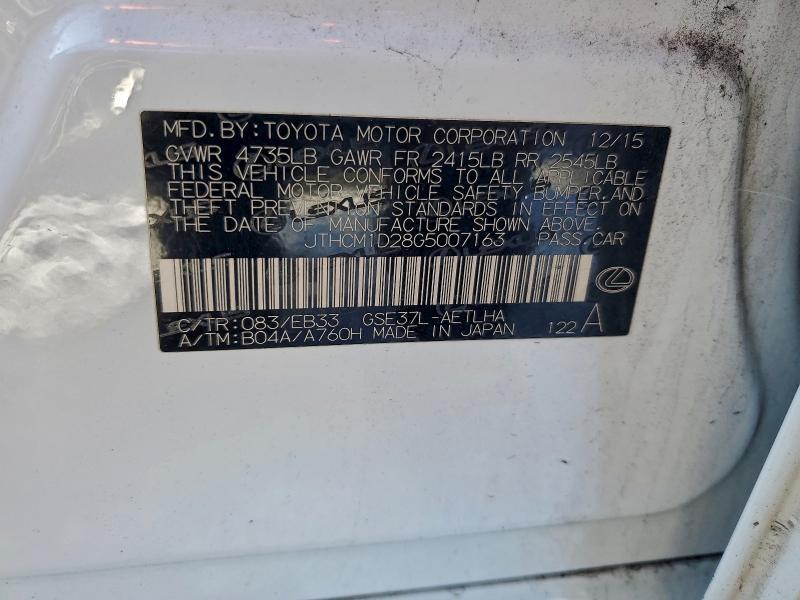 MFD.BY:TOYOTA MOTOR CORPORATION 12/15
GVWR 4735LB GAWR FR 2415LB RR 2545LB
THIS VEHICLE CONFORMS TO ALL APPLICABLE
FEDERAL MOTOR VEHICLE SAFETY,BUMPER,AND
THEFT PREVENTION STANDARDS IN EFFECT ON
THE DATE OF MANUFACTURE SHOWN ABOVE.
JTHCM1D28G5007163 PASS.CAR
C/TR:083/EB33 GSE37L-AETLHA
A/TM:B04A/A760H MADE IN JAPAN 122 A